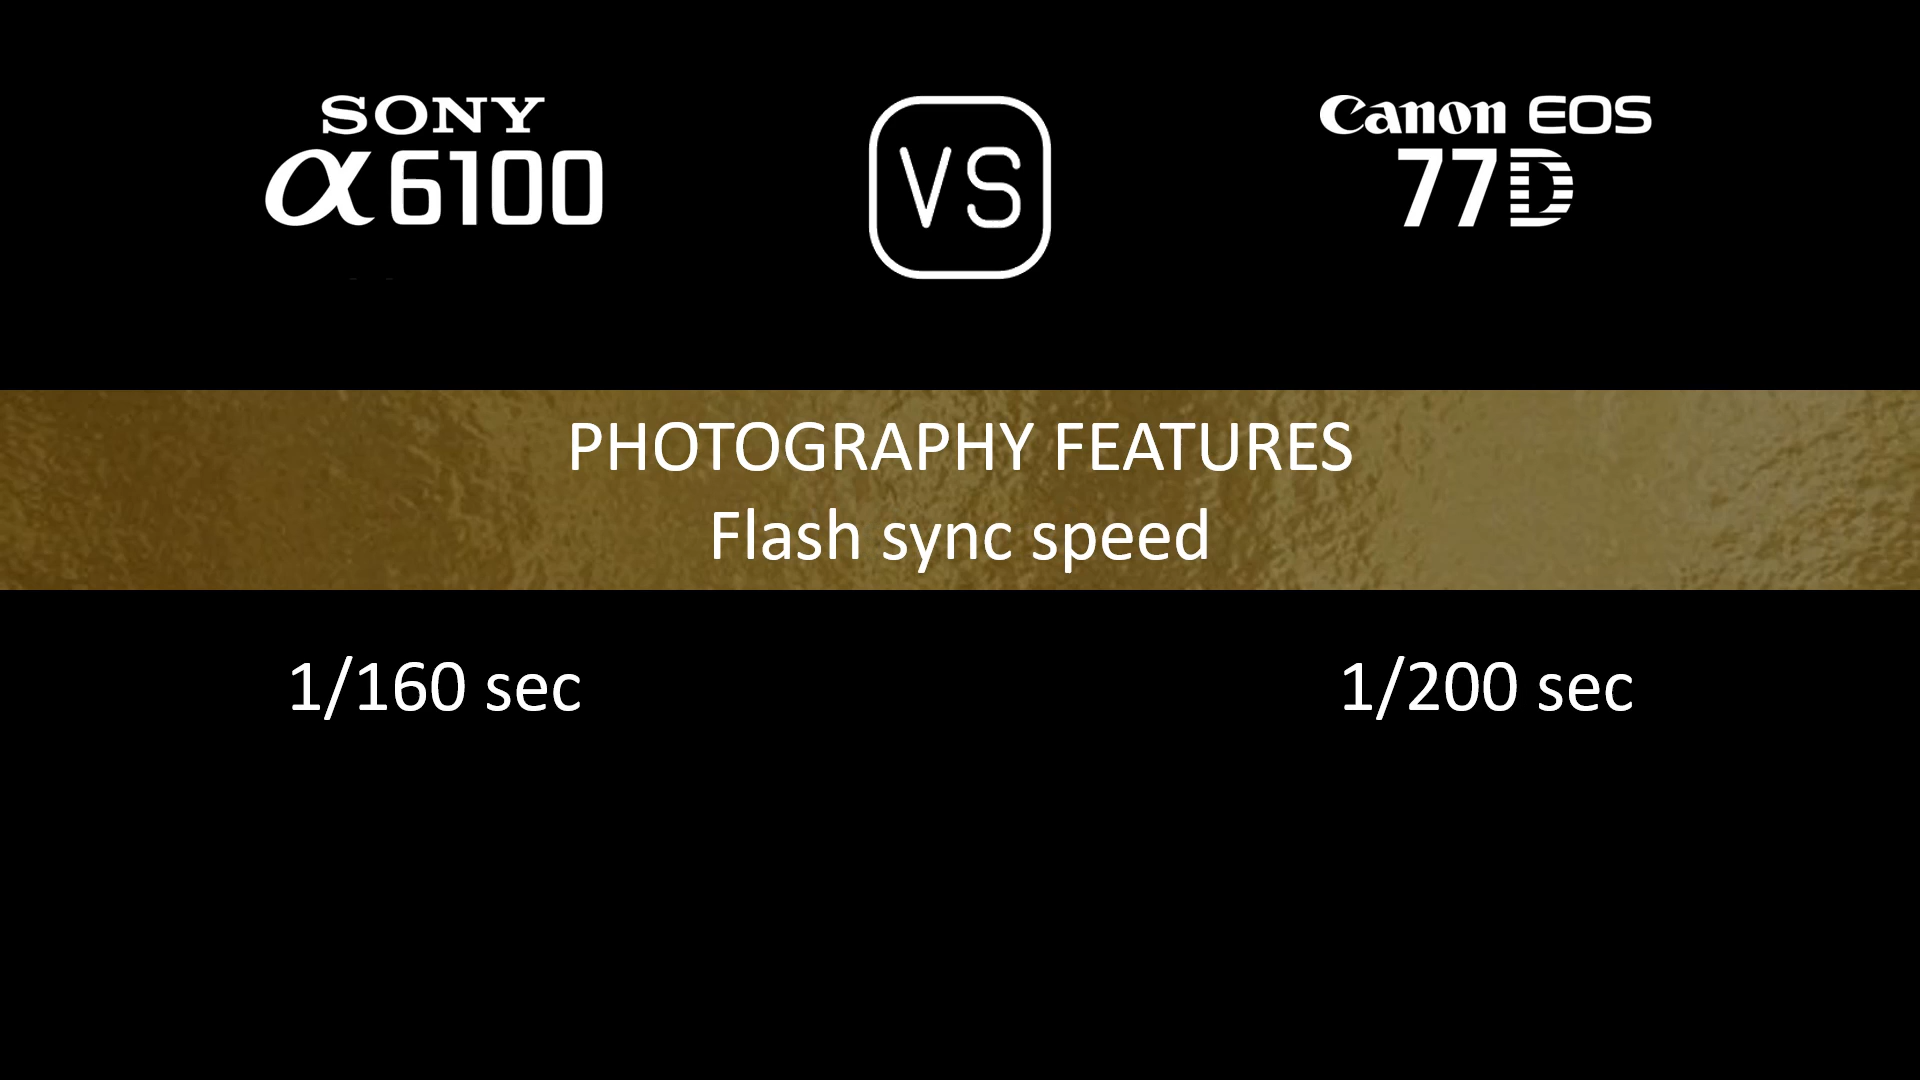 SONY
α6100
VS
Canon EOS
77D
PHOTOGRAPHY FEATURES
Flash sync speed
1/160 sec
1/200 sec